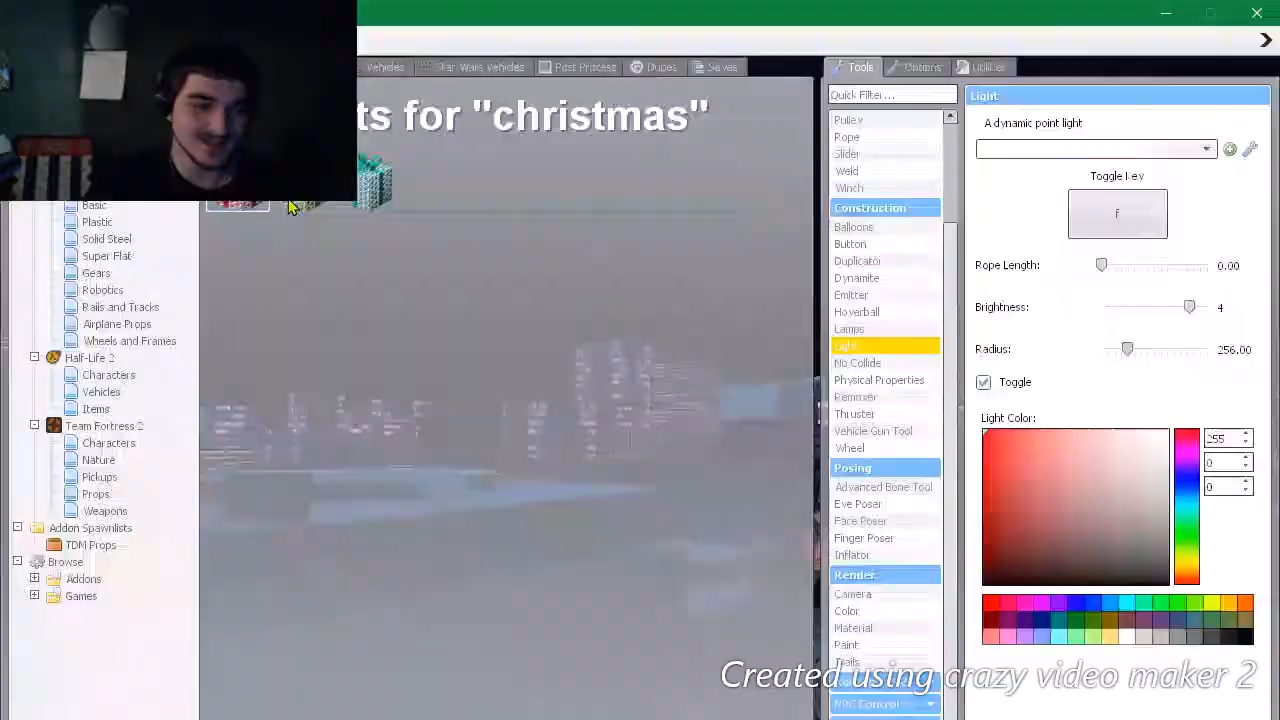 Vehicles
Star Wars Vehicles
Post Process
Dupes
Saves
Tools
Options
Utilities
ts for "christmas"
Basic
Plastic
Solid Steel
Super Flat
Gears
Robotics
Rails and Tracks
Airplane Props
Wheels and Frames
Half-Life 2
Characters
Vehicles
Items
Team Fortress 2
Characters
Nature
Pickups
Props
Weapons
Addon Spawnlists
TDM Props
Browse
Addons
Games
Quick Filter...
Pulley
Rope
Slider
Weld
Winch
Construction
Balloons
Button
Duplicator
Dynamite
Emitter
Hoverball
Lamps
Light
No Collide
Physical Properties
Remover
Thruster
Vehicle Gun Tool
Wheel
Posing
Advanced Bone Tool
Eye Poser
Face Poser
Finger Poser
Inflator
Render
Camera
Color
Material
Paint
Trails
NPC Control
Light
A dynamic point light
Toggle Key
F
Rope Length: 0.00
Brightness: 4
Radius: 256.00
Toggle
Light Color:
255
0
0
Created using crazy video maker 2